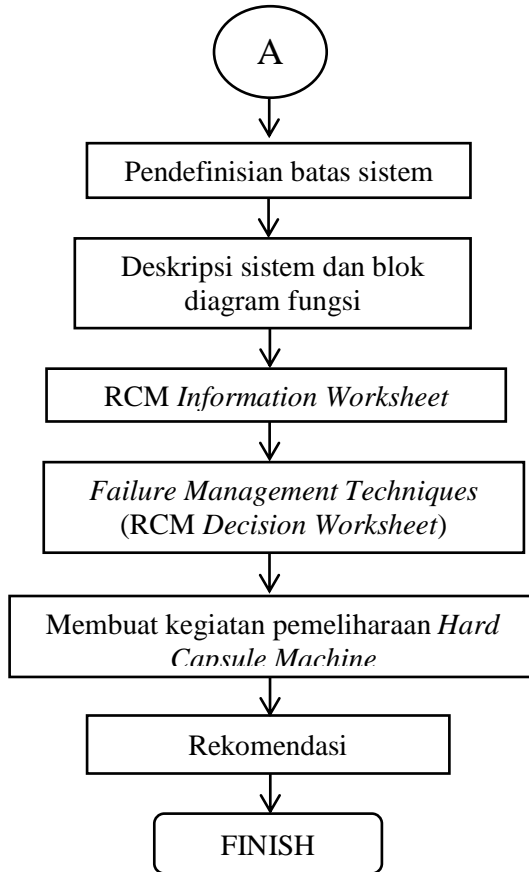 A
Pendefinisian batas sistem
Deskripsi sistem dan blok
diagram fungsi
RCM Information Worksheet
Failure Management Techniques
(RCM Decision Worksheet)
Membuat kegiatan pemeliharaan Hard
Capsule Machine
Rekomendasi
FINISH